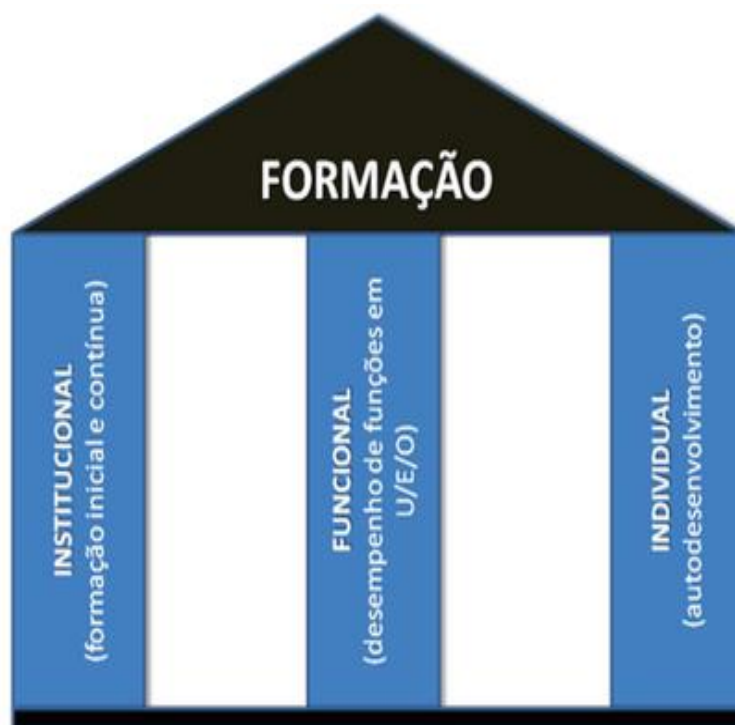 FORMAÇÃO
INSTITUCIONAL
(formação inicial e contínua)
FUNCIONAL
(desempenho de funções em
U/E/O)
INDIVIDUAL
(autodesenvolvimento)